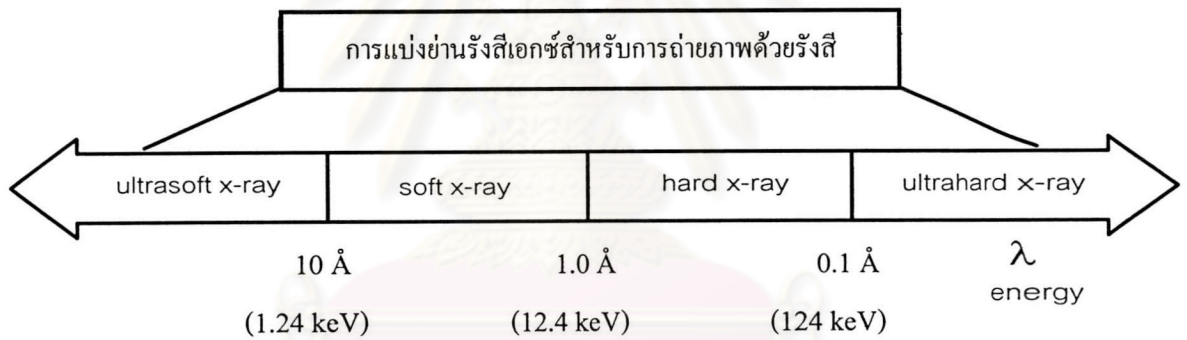 การแบ่งย่านรังสีเอกซ์สำหรับการถ่ายภาพด้วยรังสี
ultrasoft x-ray soft x-ray hard x-ray ultrahard x-ray
10 Å 1.0 Å 0.1 Å λ
energy
(1.24 keV) (12.4 keV) (124 keV)